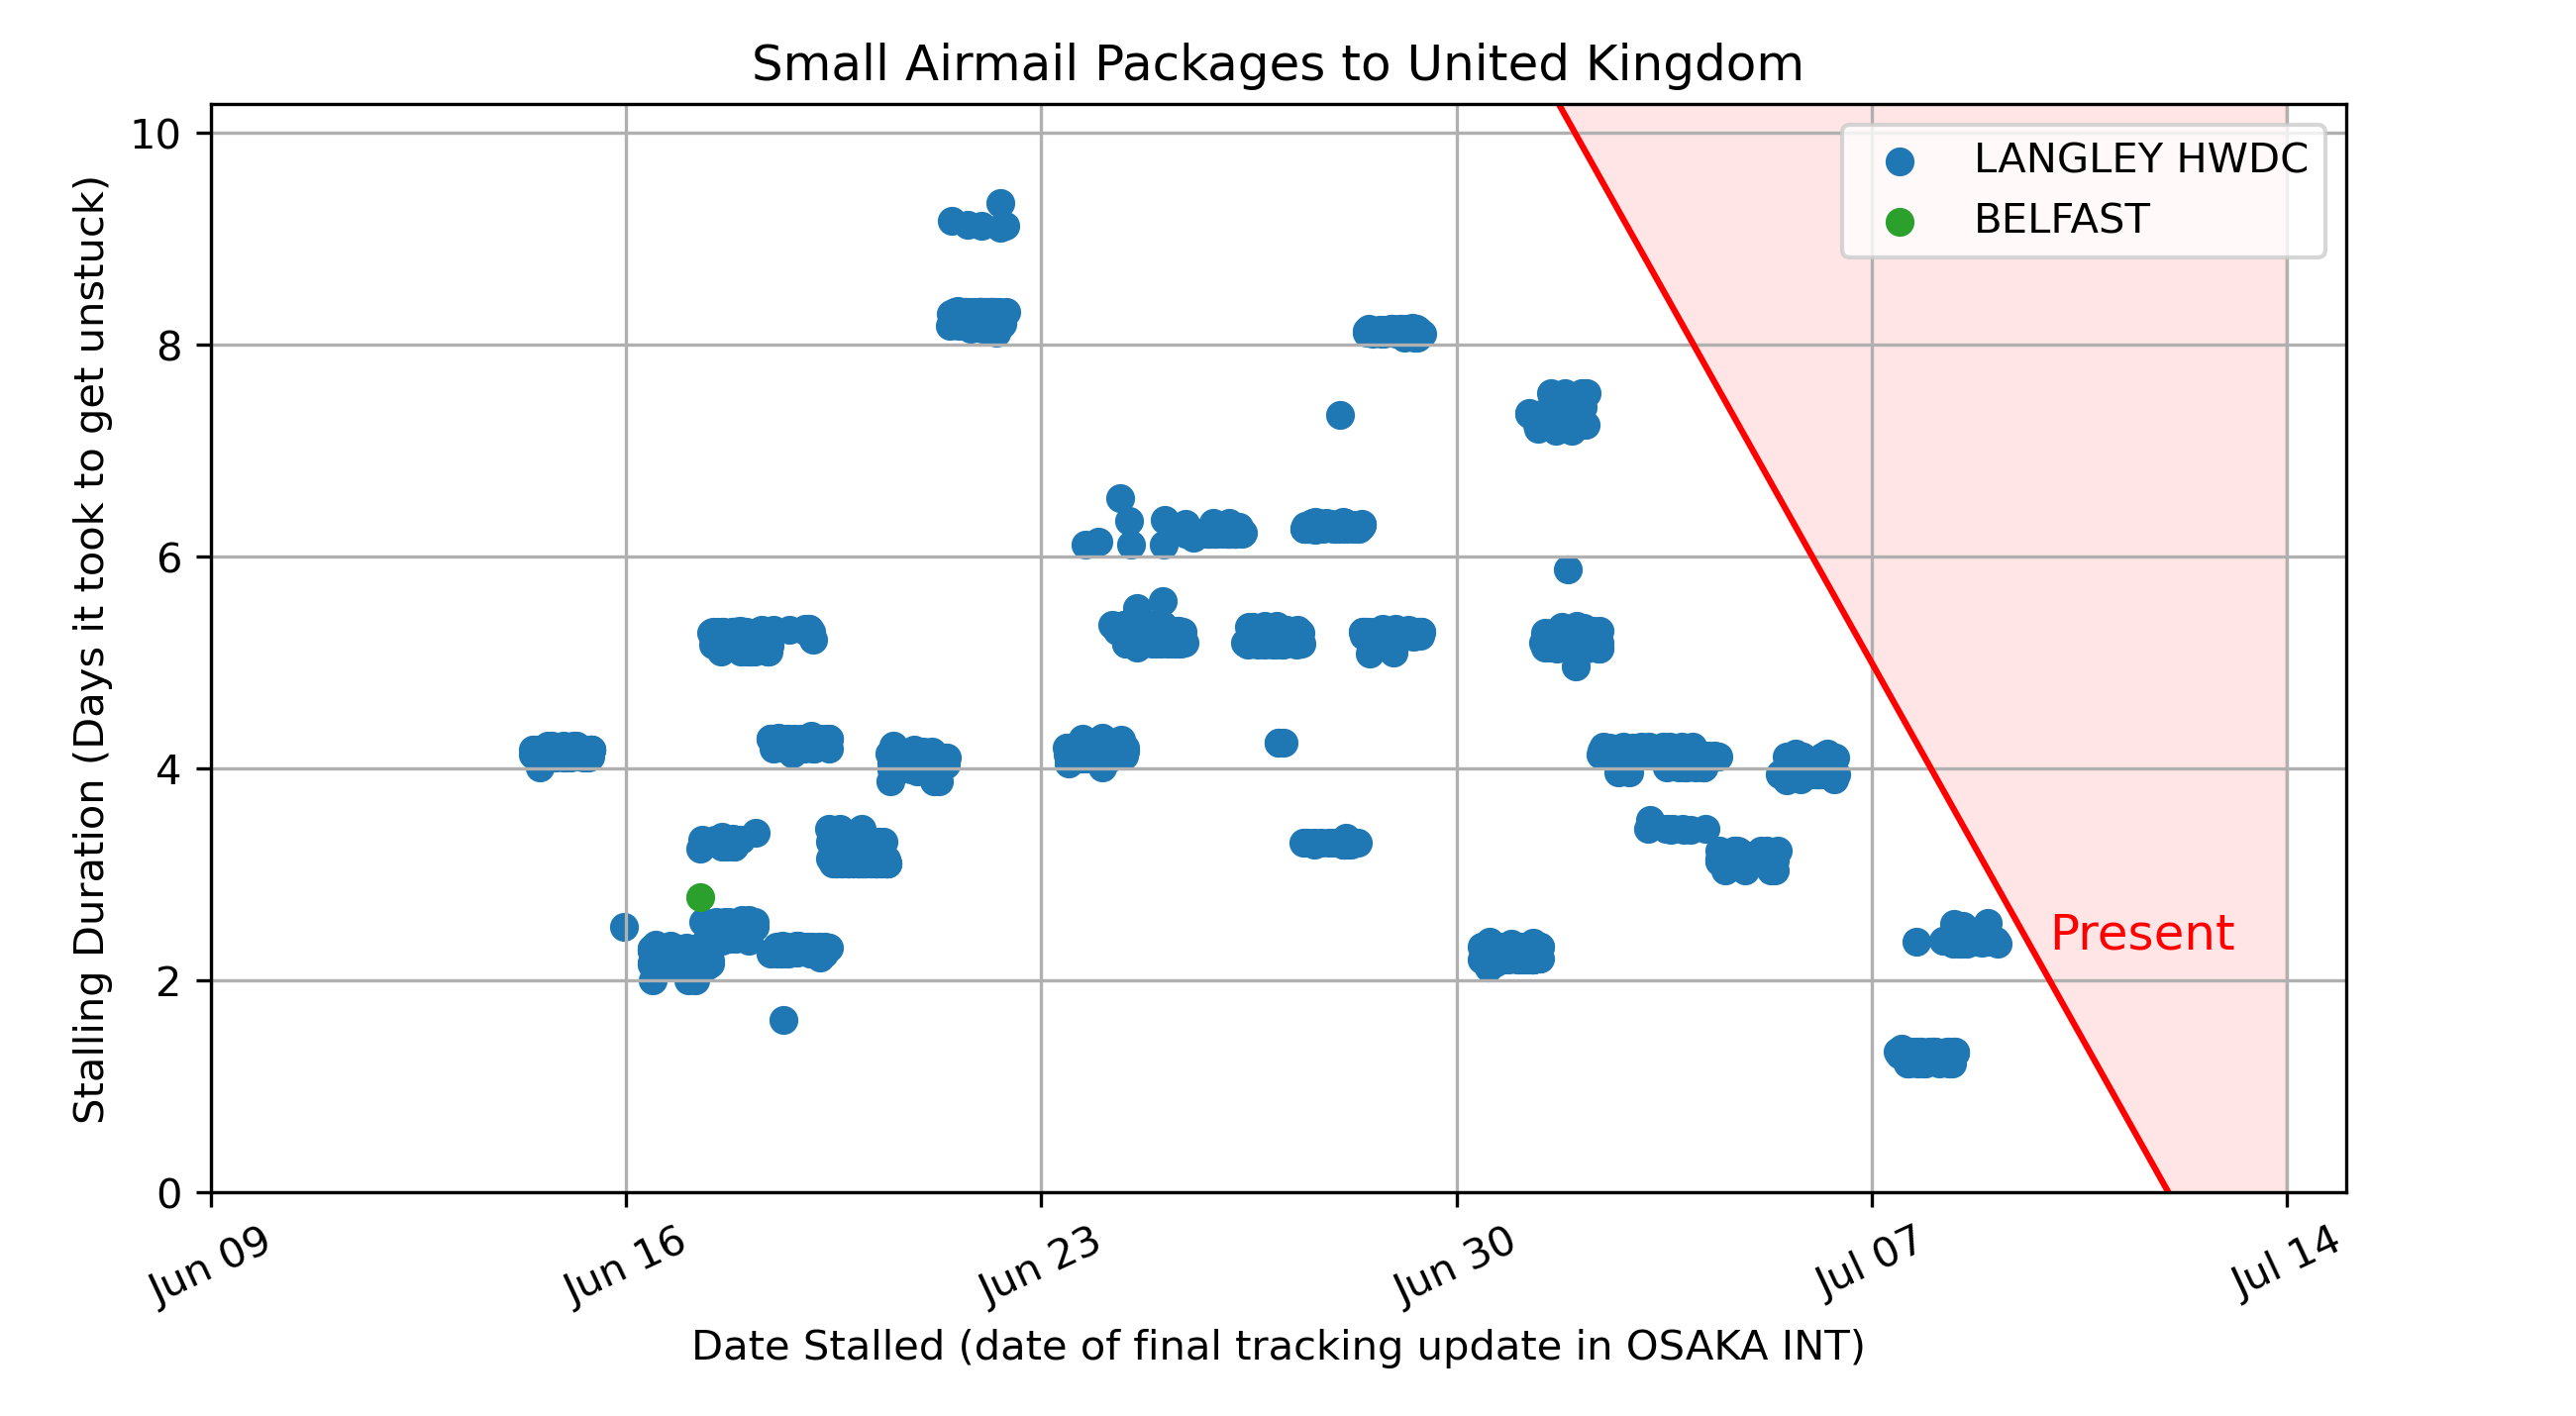 Small Airmail Packages to United Kingdom
Stalling Duration (Days it took to get unstuck)
10
8
6
4
2
0
LANGLEY HWDC
BELFAST
Present
Jun 09
Jun 16
Jun 23
Jun 30
Jul 07
Jul 14
Date Stalled (date of final tracking update in OSAKA INT)